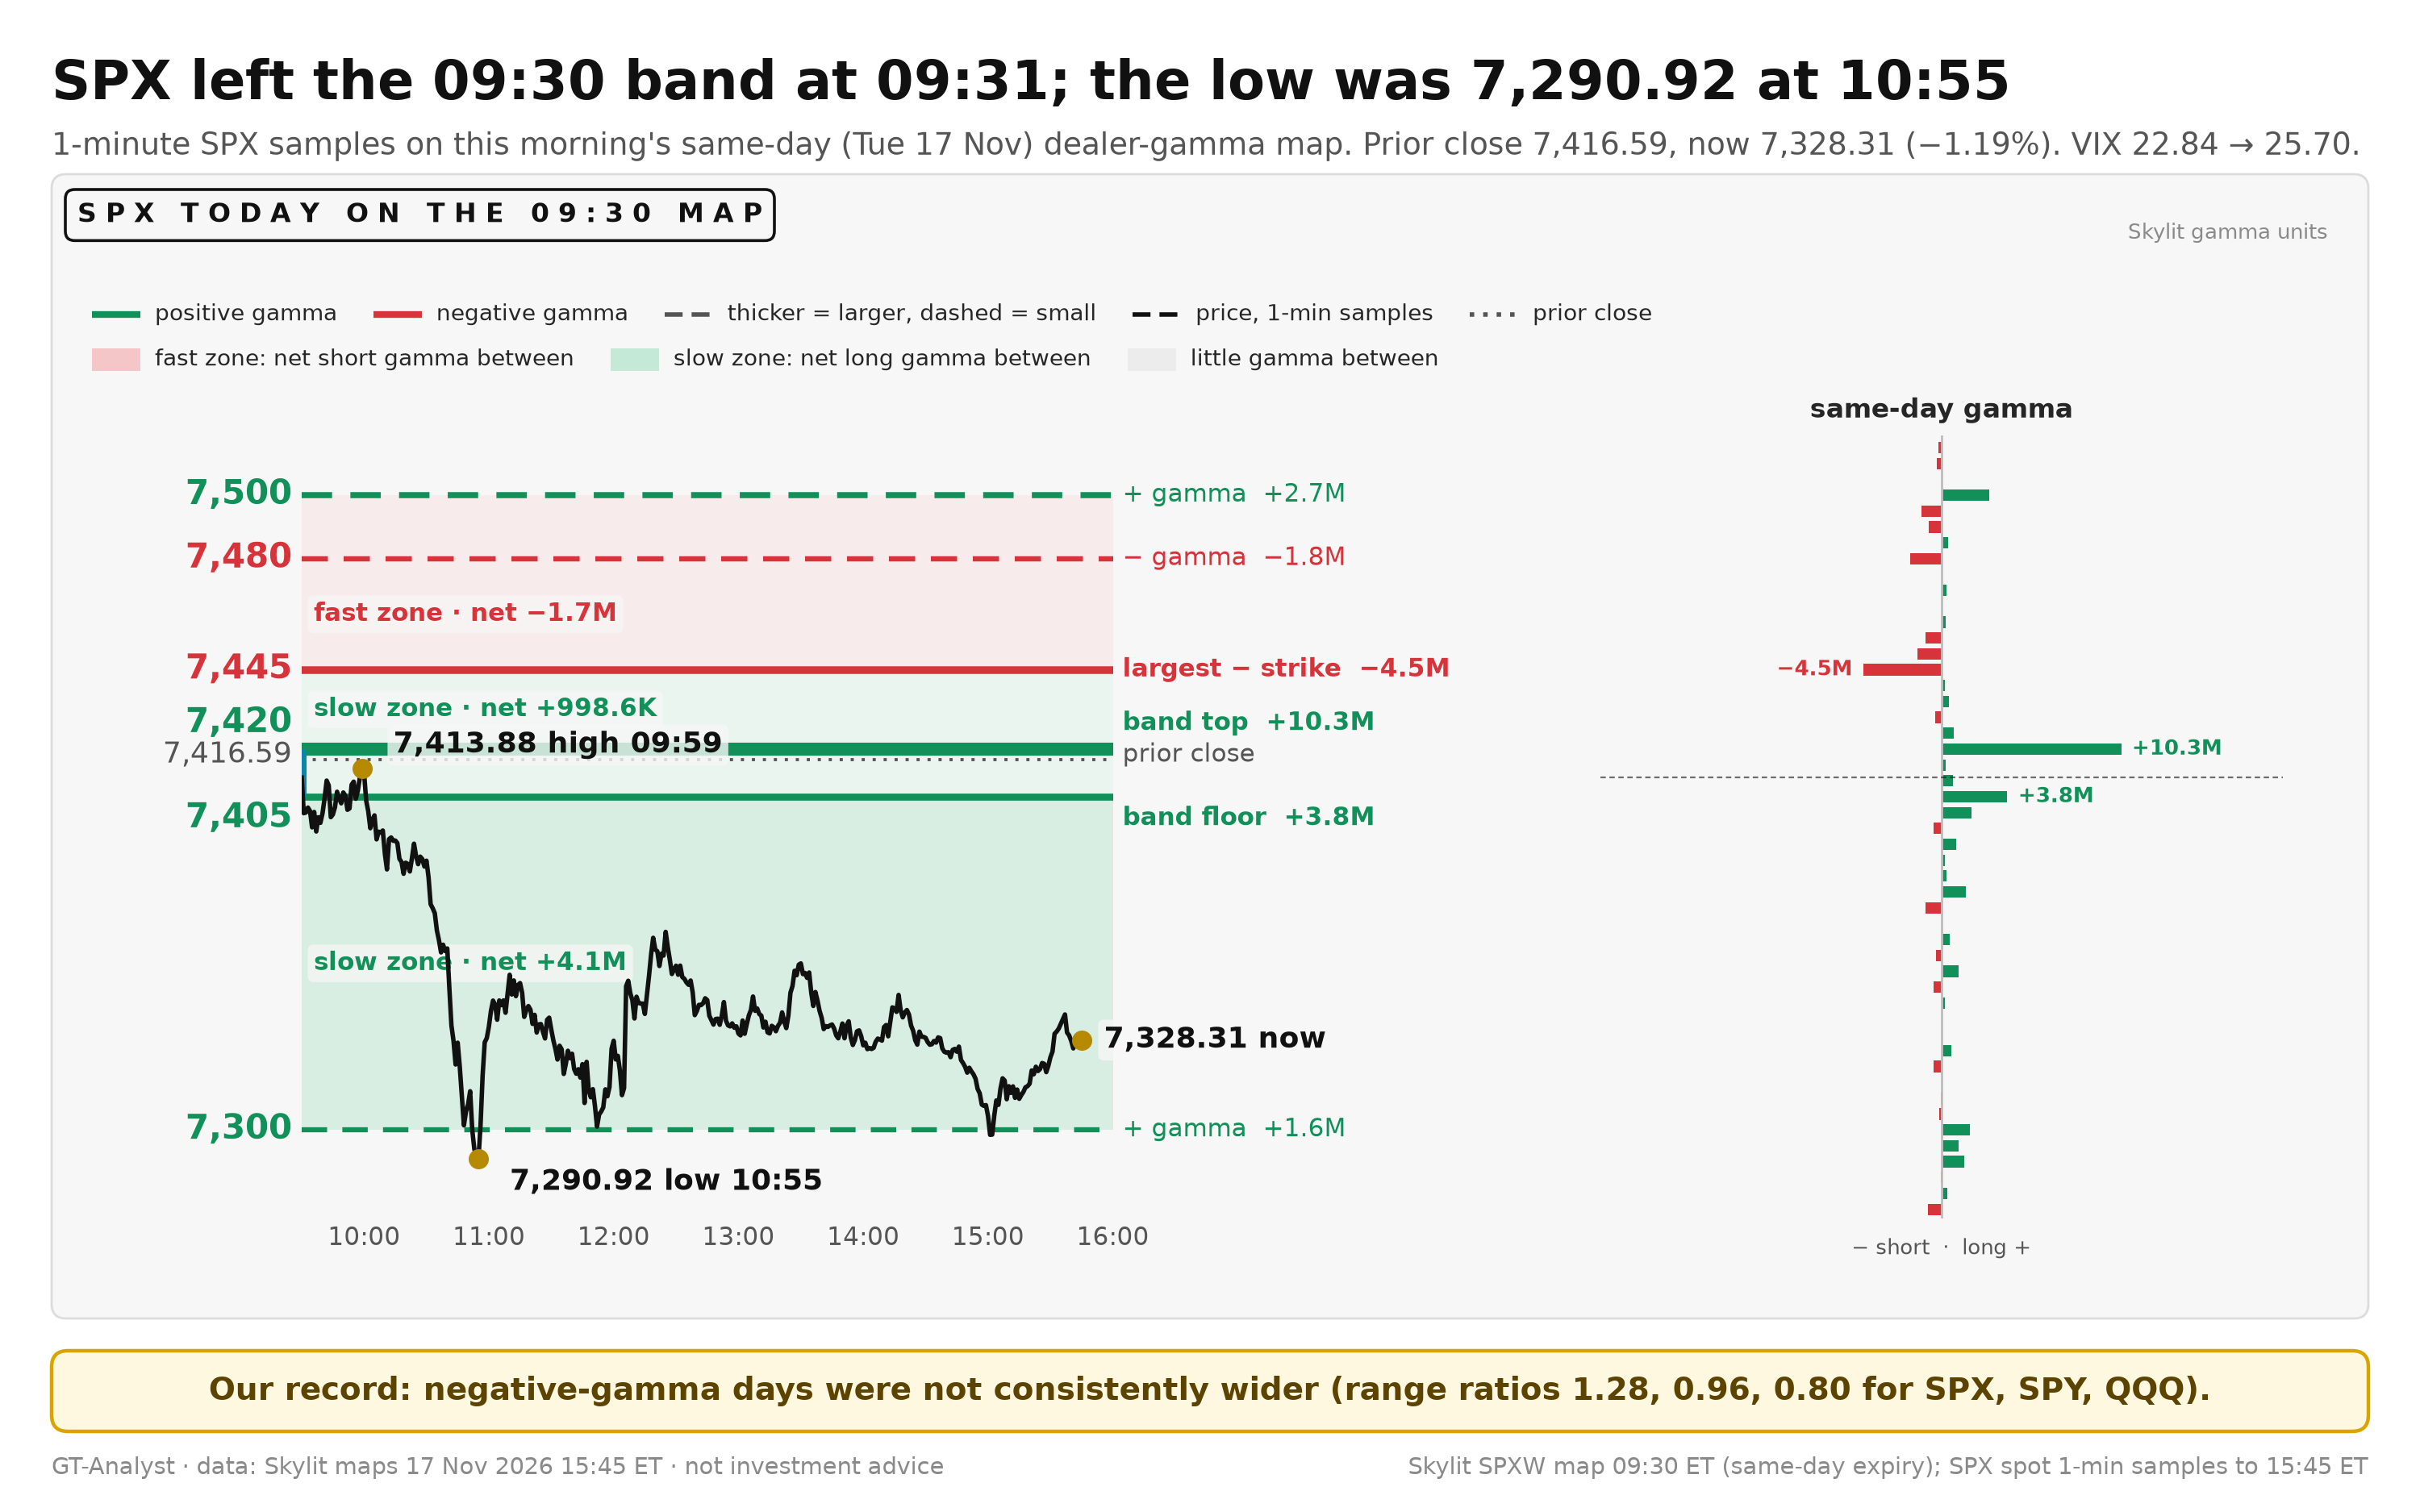 SPX left the 09:30 band at 09:31; the low was 7,290.92 at 10:55
1-minute SPX samples on this morning's same-day (Tue 17 Nov) dealer-gamma map. Prior close 7,416.59, now 7,328.31 (−1.19%). VIX 22.84 → 25.70.
SPX TODAY ON THE 09:30 MAP
Skylit gamma units
positive gamma negative gamma thicker = larger, dashed = small price, 1-min samples prior close
fast zone: net short gamma between slow zone: net long gamma between little gamma between
same-day gamma
7,500 + gamma +2.7M
7,480 − gamma −1.8M
fast zone · net −1.7M
7,445 largest − strike −4.5M −4.5M
slow zone · net +998.6K
7,420 band top +10.3M
7,413.88 high 09:59 +10.3M
7,416.59 prior close
7,405 band floor +3.8M +3.8M
slow zone · net +4.1M
7,328.31 now
7,300 + gamma +1.6M
7,290.92 low 10:55
10:00 11:00 12:00 13:00 14:00 15:00 16:00
− short · long +
Our record: negative-gamma days were not consistently wider (range ratios 1.28, 0.96, 0.80 for SPX, SPY, QQQ).
GT-Analyst · data: Skylit maps 17 Nov 2026 15:45 ET · not investment advice
Skylit SPXW map 09:30 ET (same-day expiry); SPX spot 1-min samples to 15:45 ET